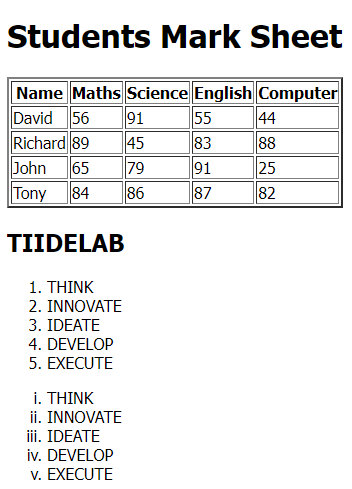 Students Mark Sheet
Name Maths Science English Computer
David 56 91 55 44
Richard 89 45 83 88
John 65 79 91 25
Tony 84 86 87 82
TIIDELAB
1. THINK
2. INNOVATE
3. IDEATE
4. DEVELOP
5. EXECUTE
i. THINK
ii. INNOVATE
iii. IDEATE
iv. DEVELOP
v. EXECUTE